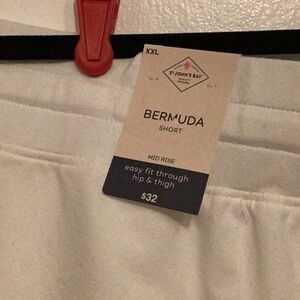 XXL
ST JOHN'S BAY
BERMUDA
SHORT
MID RISE
easy fit through
hip & thigh
$32